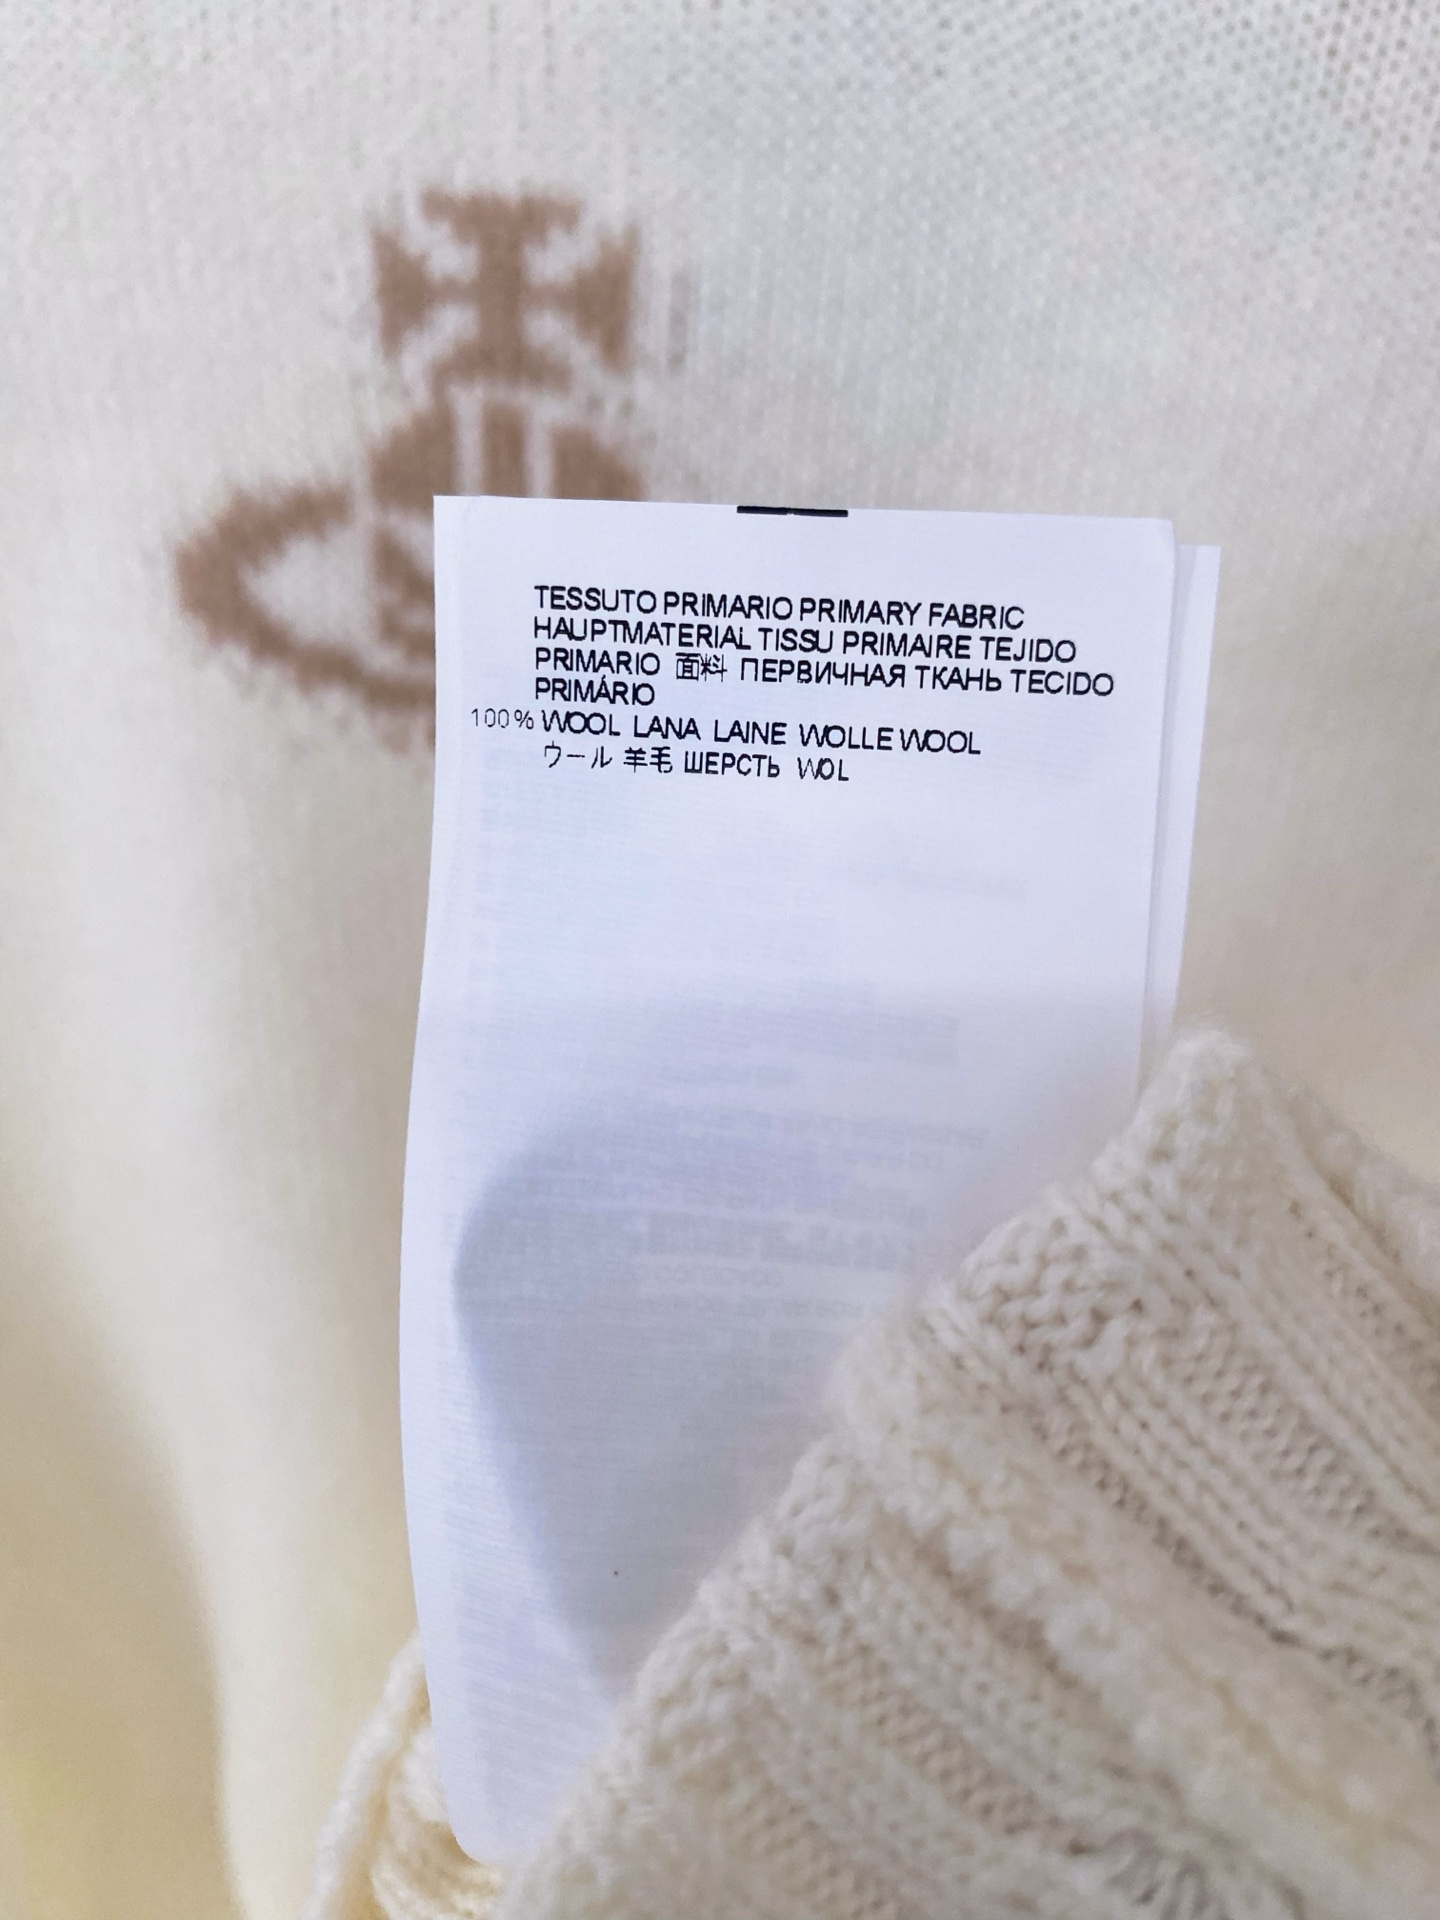 TESSUTO PRIMARIO PRIMARY FABRIC
HAUPTMATERIAL TISSU PRIMAIRE TEJIDO
PRIMARIO 面料 ПЕРВИЧНАЯ ТКАНЬ TECIDO
PRIMÁRIO
100% WOOL LANA LAINE WOLLE WOOL
ウール 羊毛 ШЕРСТЬ WOL